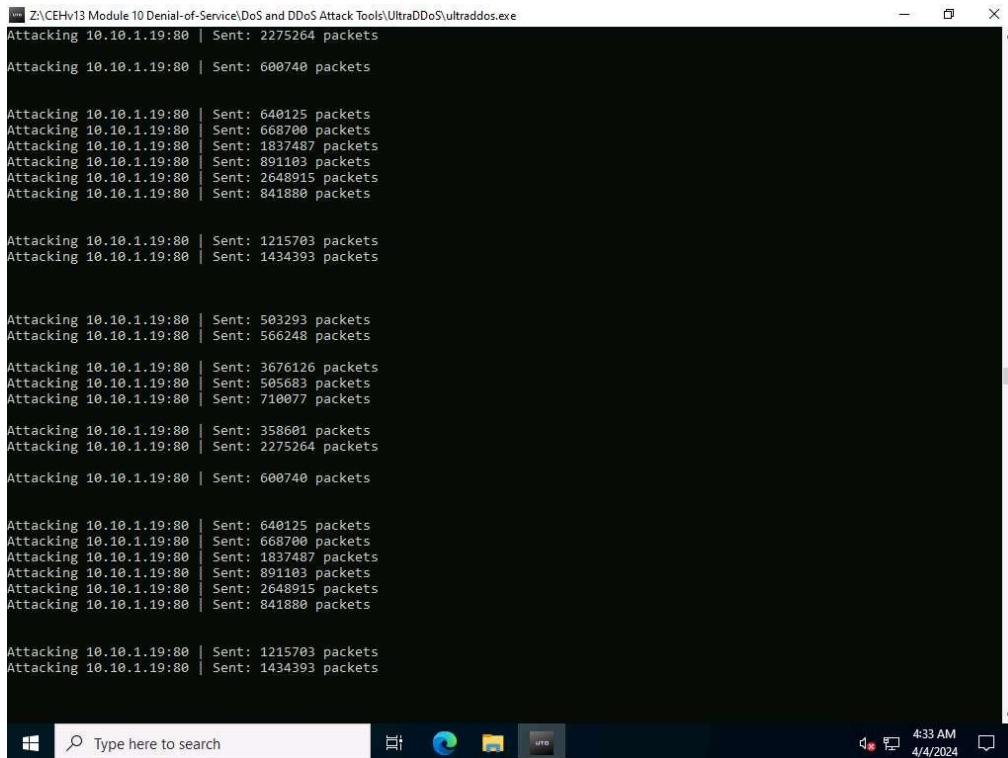 Z:\CEHv13 Module 10 Denial-of-Service\DoS and DDoS Attack Tools\UltraDDoS\ultraddos.exe
Attacking 10.10.1.19:80 | Sent: 2275264 packets
Attacking 10.10.1.19:80 | Sent: 600740 packets
Attacking 10.10.1.19:80 | Sent: 640125 packets
Attacking 10.10.1.19:80 | Sent: 668700 packets
Attacking 10.10.1.19:80 | Sent: 1837487 packets
Attacking 10.10.1.19:80 | Sent: 891103 packets
Attacking 10.10.1.19:80 | Sent: 2648915 packets
Attacking 10.10.1.19:80 | Sent: 841880 packets
Attacking 10.10.1.19:80 | Sent: 1215703 packets
Attacking 10.10.1.19:80 | Sent: 1434393 packets
Attacking 10.10.1.19:80 | Sent: 503293 packets
Attacking 10.10.1.19:80 | Sent: 566248 packets
Attacking 10.10.1.19:80 | Sent: 3676126 packets
Attacking 10.10.1.19:80 | Sent: 505683 packets
Attacking 10.10.1.19:80 | Sent: 710077 packets
Attacking 10.10.1.19:80 | Sent: 358601 packets
Attacking 10.10.1.19:80 | Sent: 2275264 packets
Attacking 10.10.1.19:80 | Sent: 600740 packets
Attacking 10.10.1.19:80 | Sent: 640125 packets
Attacking 10.10.1.19:80 | Sent: 668700 packets
Attacking 10.10.1.19:80 | Sent: 1837487 packets
Attacking 10.10.1.19:80 | Sent: 891103 packets
Attacking 10.10.1.19:80 | Sent: 2648915 packets
Attacking 10.10.1.19:80 | Sent: 841880 packets
Attacking 10.10.1.19:80 | Sent: 1215703 packets
Attacking 10.10.1.19:80 | Sent: 1434393 packets
Type here to search
4:33 AM
4/4/2024